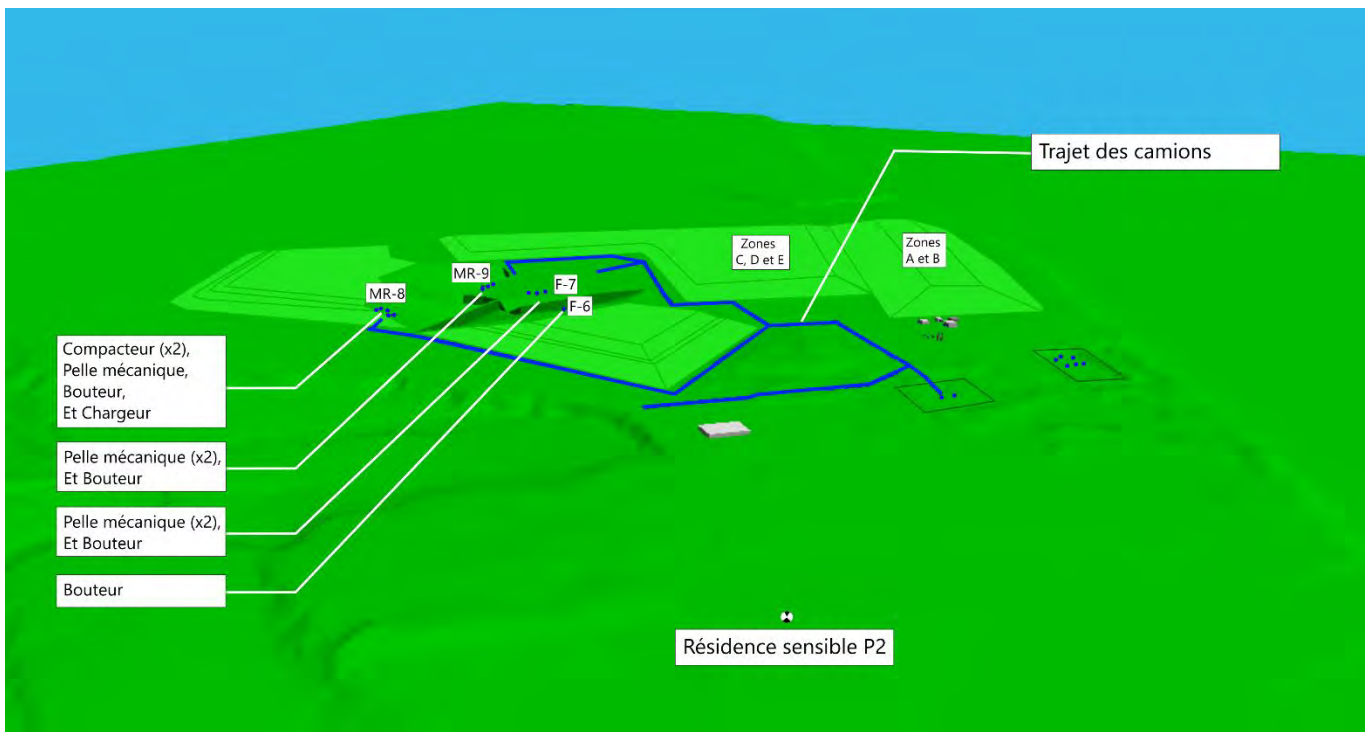 Trajet des camions
Zones
C, D et E
Zones
A et B
MR-9
F-7
MR-8
F-6
Compacteur (x2),
Pelle mécanique,
Bouteur,
Et Chargeur
Pelle mécanique (x2),
Et Bouteur
Pelle mécanique (x2),
Et Bouteur
Bouteur
Résidence sensible P2